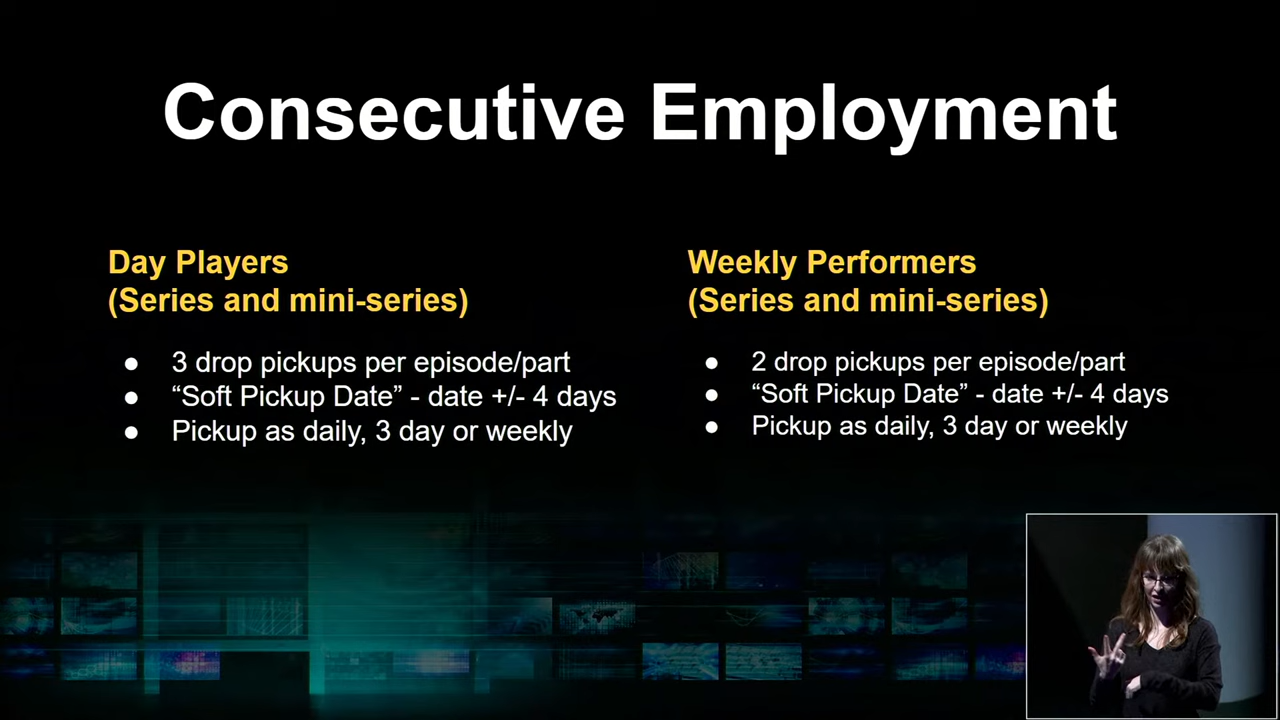 Consecutive Employment
Day Players
(Series and mini-series)
● 3 drop pickups per episode/part
● “Soft Pickup Date” - date +/- 4 days
● Pickup as daily, 3 day or weekly
Weekly Performers
(Series and mini-series)
● 2 drop pickups per episode/part
● “Soft Pickup Date” - date +/- 4 days
● Pickup as daily, 3 day or weekly